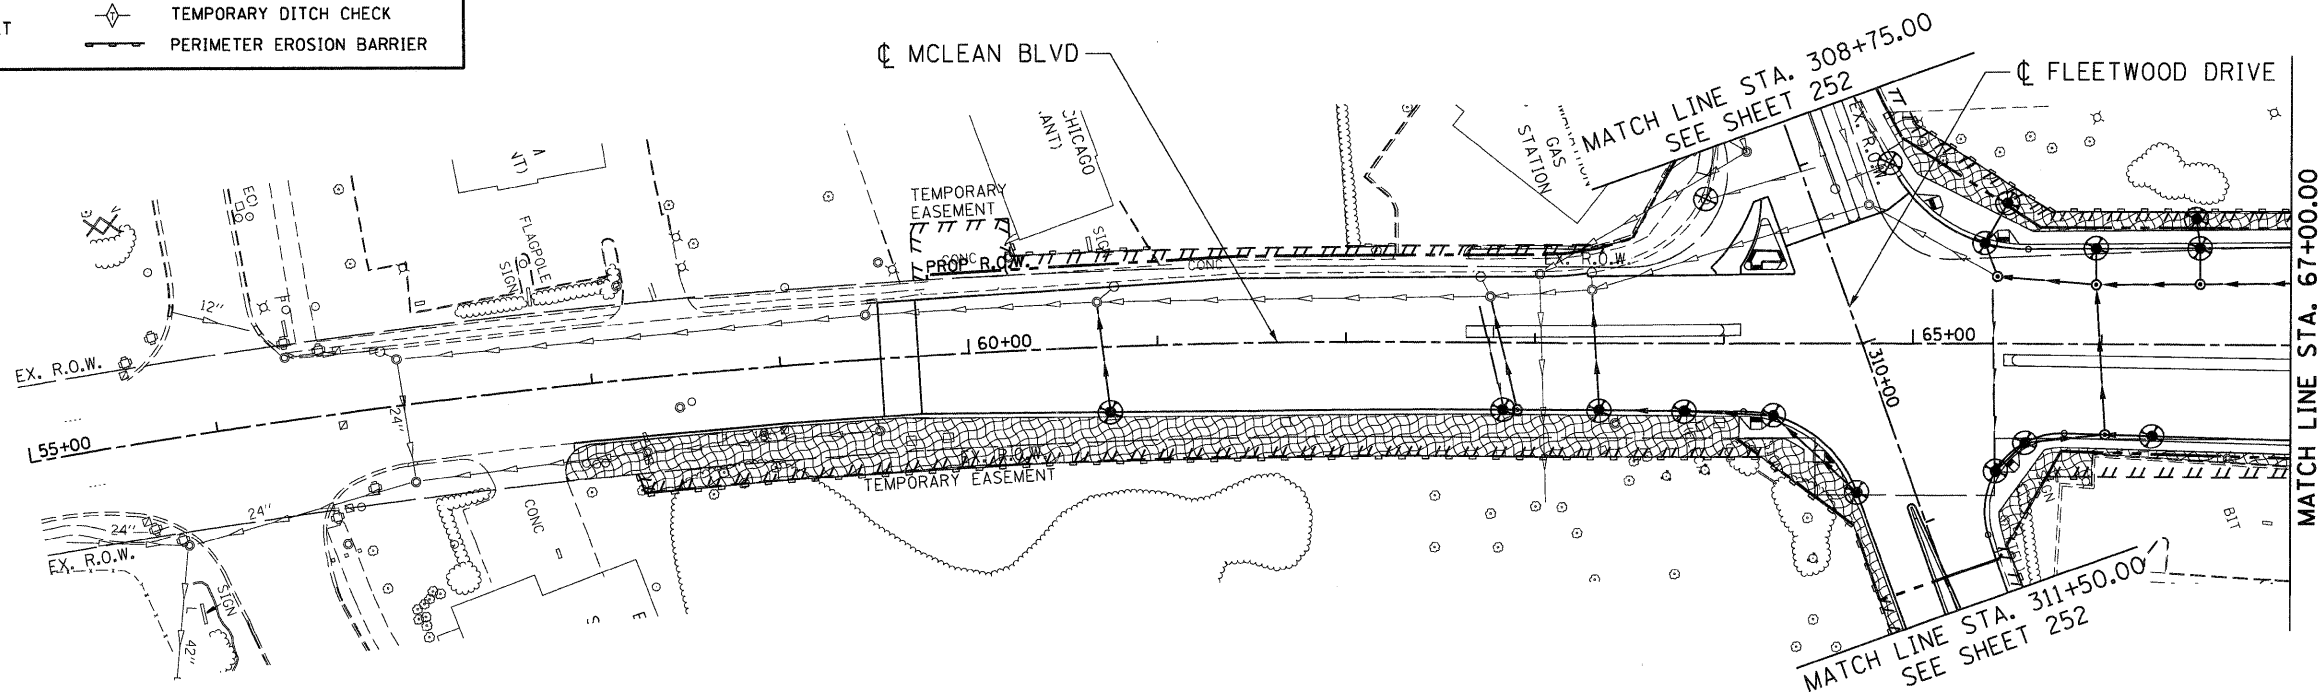 TEMPORARY DITCH CHECK
PERIMETER EROSION BARRIER
℄ MCLEAN BLVD
MATCH LINE STA. 308+75.00
SEE SHEET 252
℄ FLEETWOOD DRIVE
CHICAGO
GAS
STATION
EX. R.O.W.
TEMPORARY
EASEMENT
FLAGPOLE
SIGN
CONC
PROP R.O.W.
CONC
EX. R.O.W.
12"
EX. R.O.W.
24"
55+00
60+00
65+00
310+00
EX. R.O.W.
TEMPORARY EASEMENT
CONC
24"
24"
EX. R.O.W.
SIGN
42"
BIT
MATCH LINE STA. 67+00.00
MATCH LINE STA. 311+50.00
SEE SHEET 252